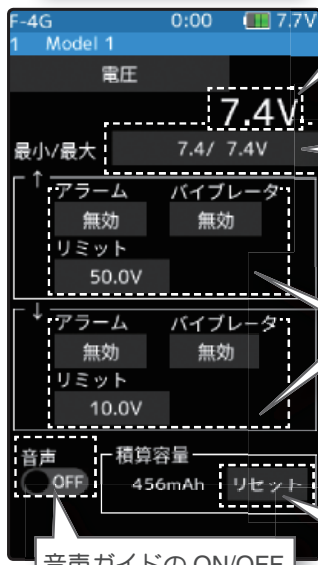 F-4G 0:00 7.7V
1 Model 1
電圧
7.4V
最小/最大 7.4/ 7.4V
↑
アラーム バイブレータ
無効 無効
リミット
50.0V
↓
アラーム バイブレータ
無効 無効
リミット
10.0V
音声 積算容量
OFF 456mAh リセット
音声ガイドの ON/OFF